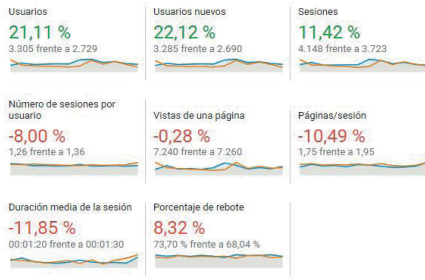 Usuarios
21,11 %
3.305 frente a 2.729
Usuarios nuevos
22,12 %
3.285 frente a 2.690
Sesiones
11,42 %
4.148 frente a 3.723
Número de sesiones por
usuario
-8,00 %
1,26 frente a 1,36
Vistas de una página
-0,28 %
7.240 frente a 7.260
Páginas/sesión
-10,49 %
1,75 frente a 1,95
Duración media de la sesión
-11,85 %
00:01:20 frente a 00:01:30
Porcentaje de rebote
8,32 %
73,70 % frente a 68,04 %